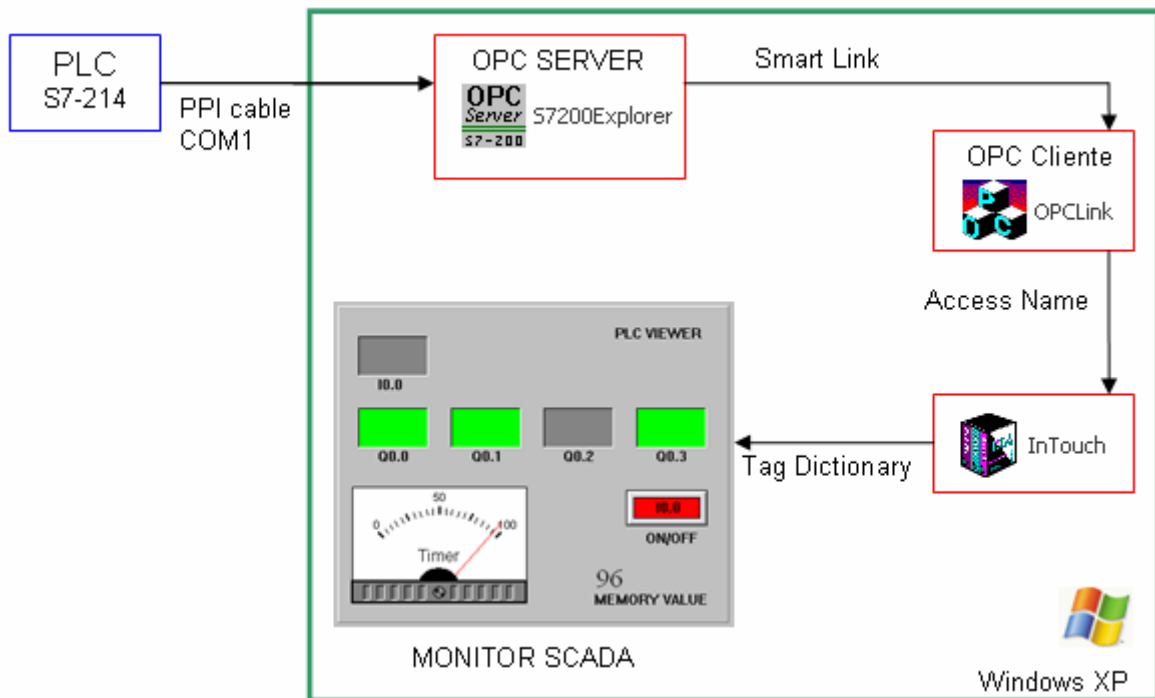 PLC
S7-214
PPI cable
COM1
OPC SERVER
OPC
Server
S7-200
S7200Explorer
Smart Link
OPC Cliente
O P C
OPCLink
Access Name
InTouch
Tag Dictionary
PLC VIEWER
I0.0
Q0.0 Q0.1 Q0.2 Q0.3
0 50 100
Timer
I0.0
ON/OFF
96
MEMORY VALUE
MONITOR SCADA
Windows XP